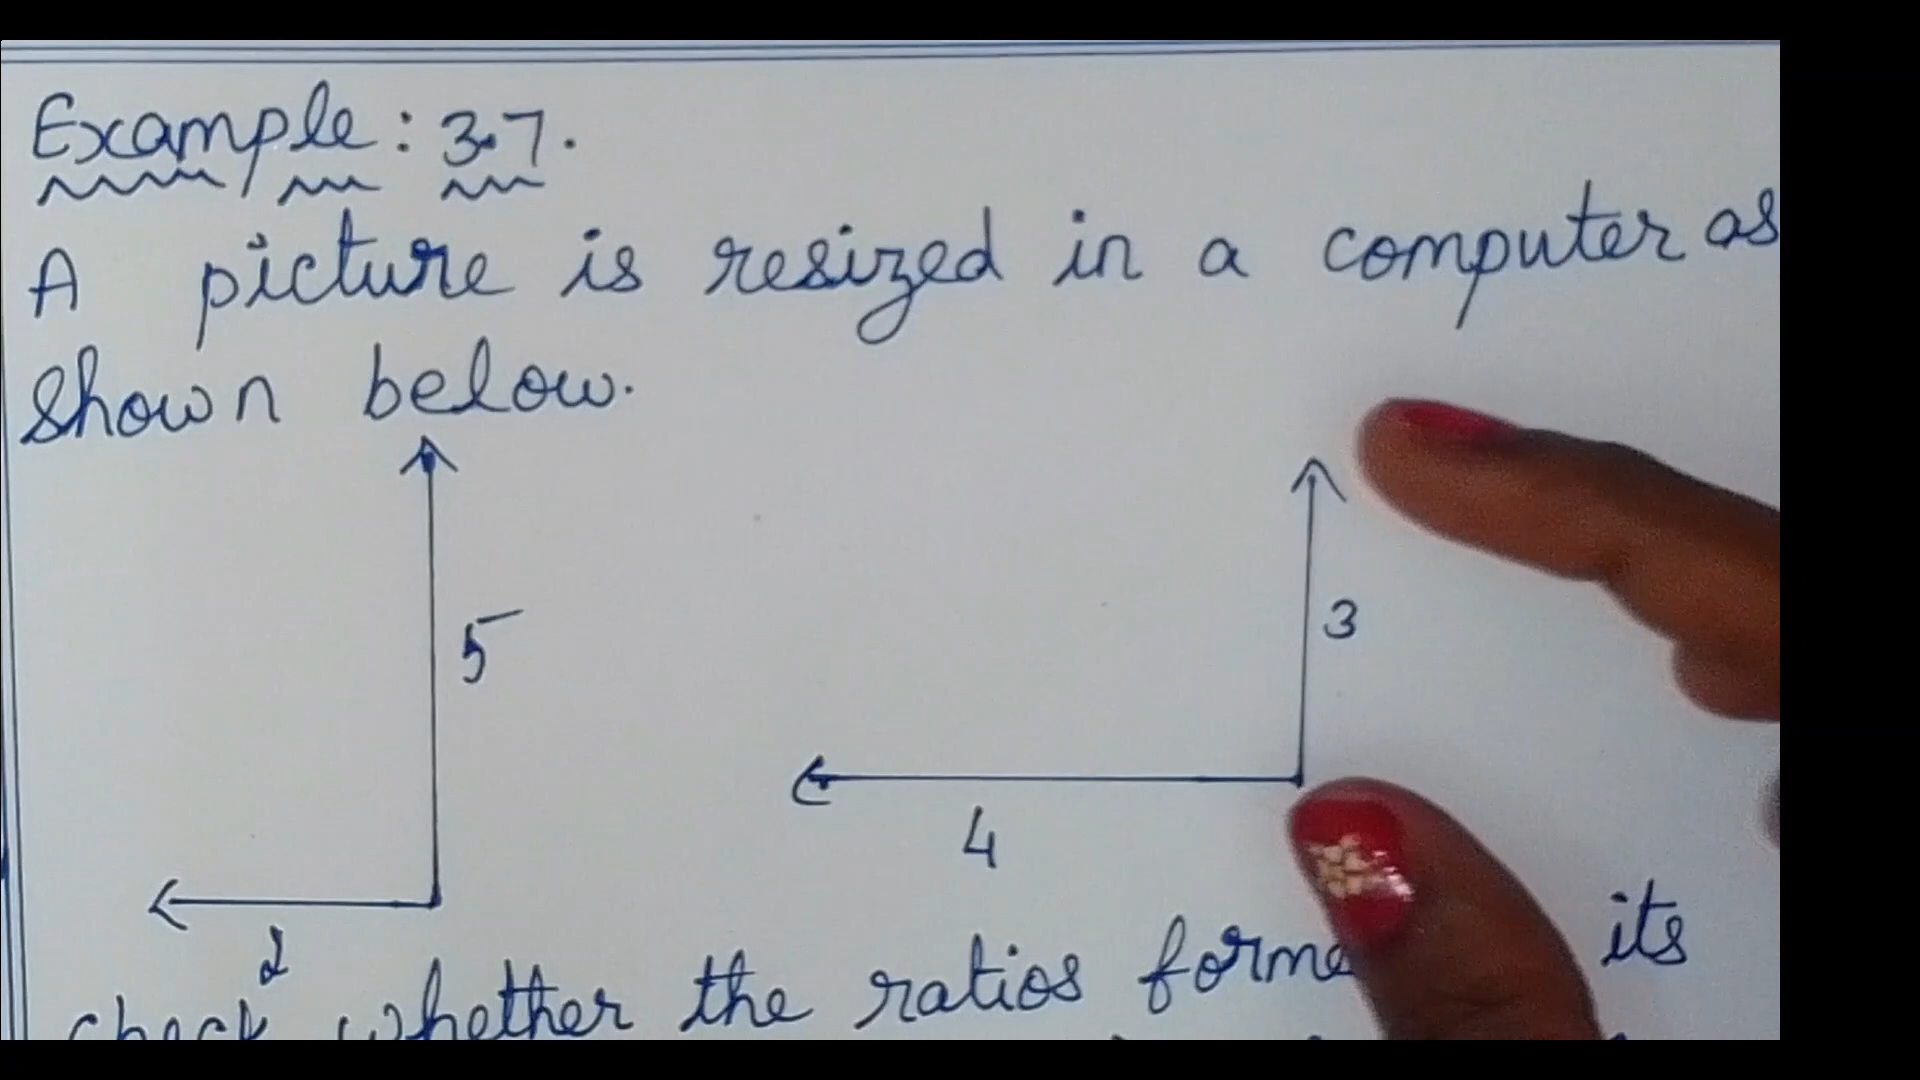 Example: 3.7.
A picture is resized in a computer as
shown below.
5
3
4
2
check whether the ratios its